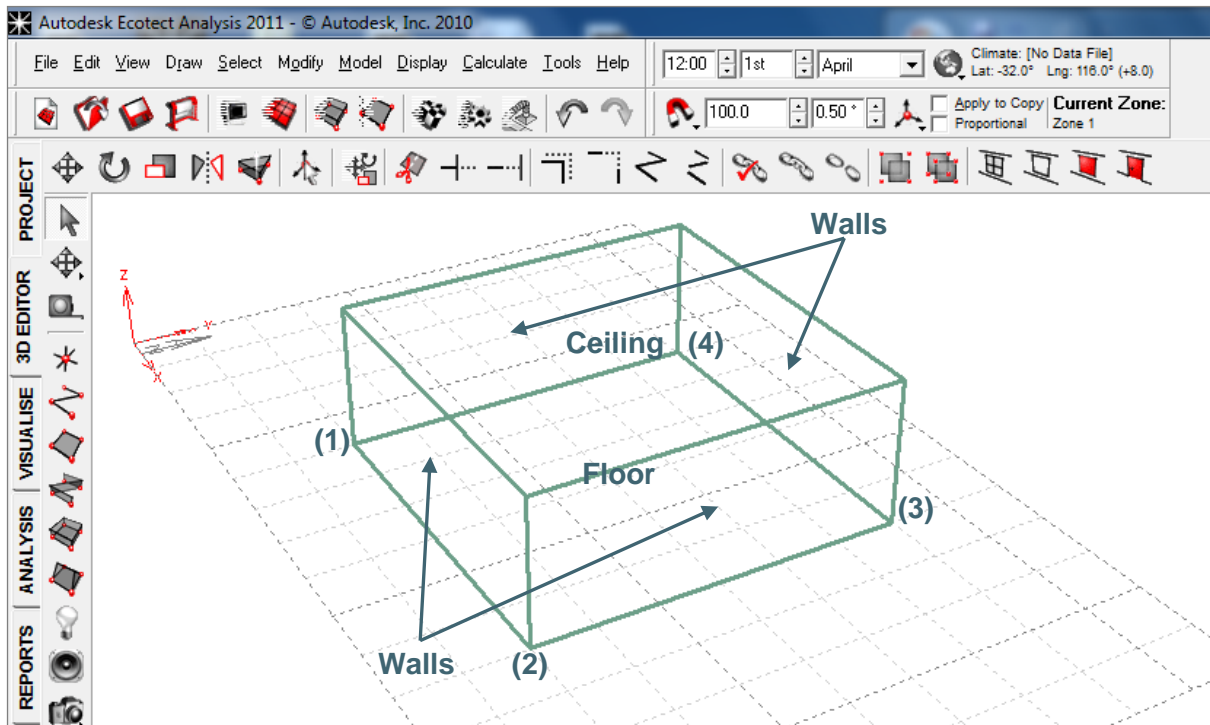 Autodesk Ecotect Analysis 2011 - © Autodesk, Inc. 2010
File Edit View Draw Select Modify Model Display Calculate Tools Help
12:00 1st April
Climate: [No Data File]
Lat: -32.0° Lng: 116.0° (+8.0)
100.0 0.50 °
Apply to Copy
Proportional
Current Zone:
Zone 1
PROJECT
3D EDITOR
VISUALISE
ANALYSIS
REPORTS
Z
Y
X
Walls
Ceiling (4)
(1)
Floor
(3)
Walls
(2)